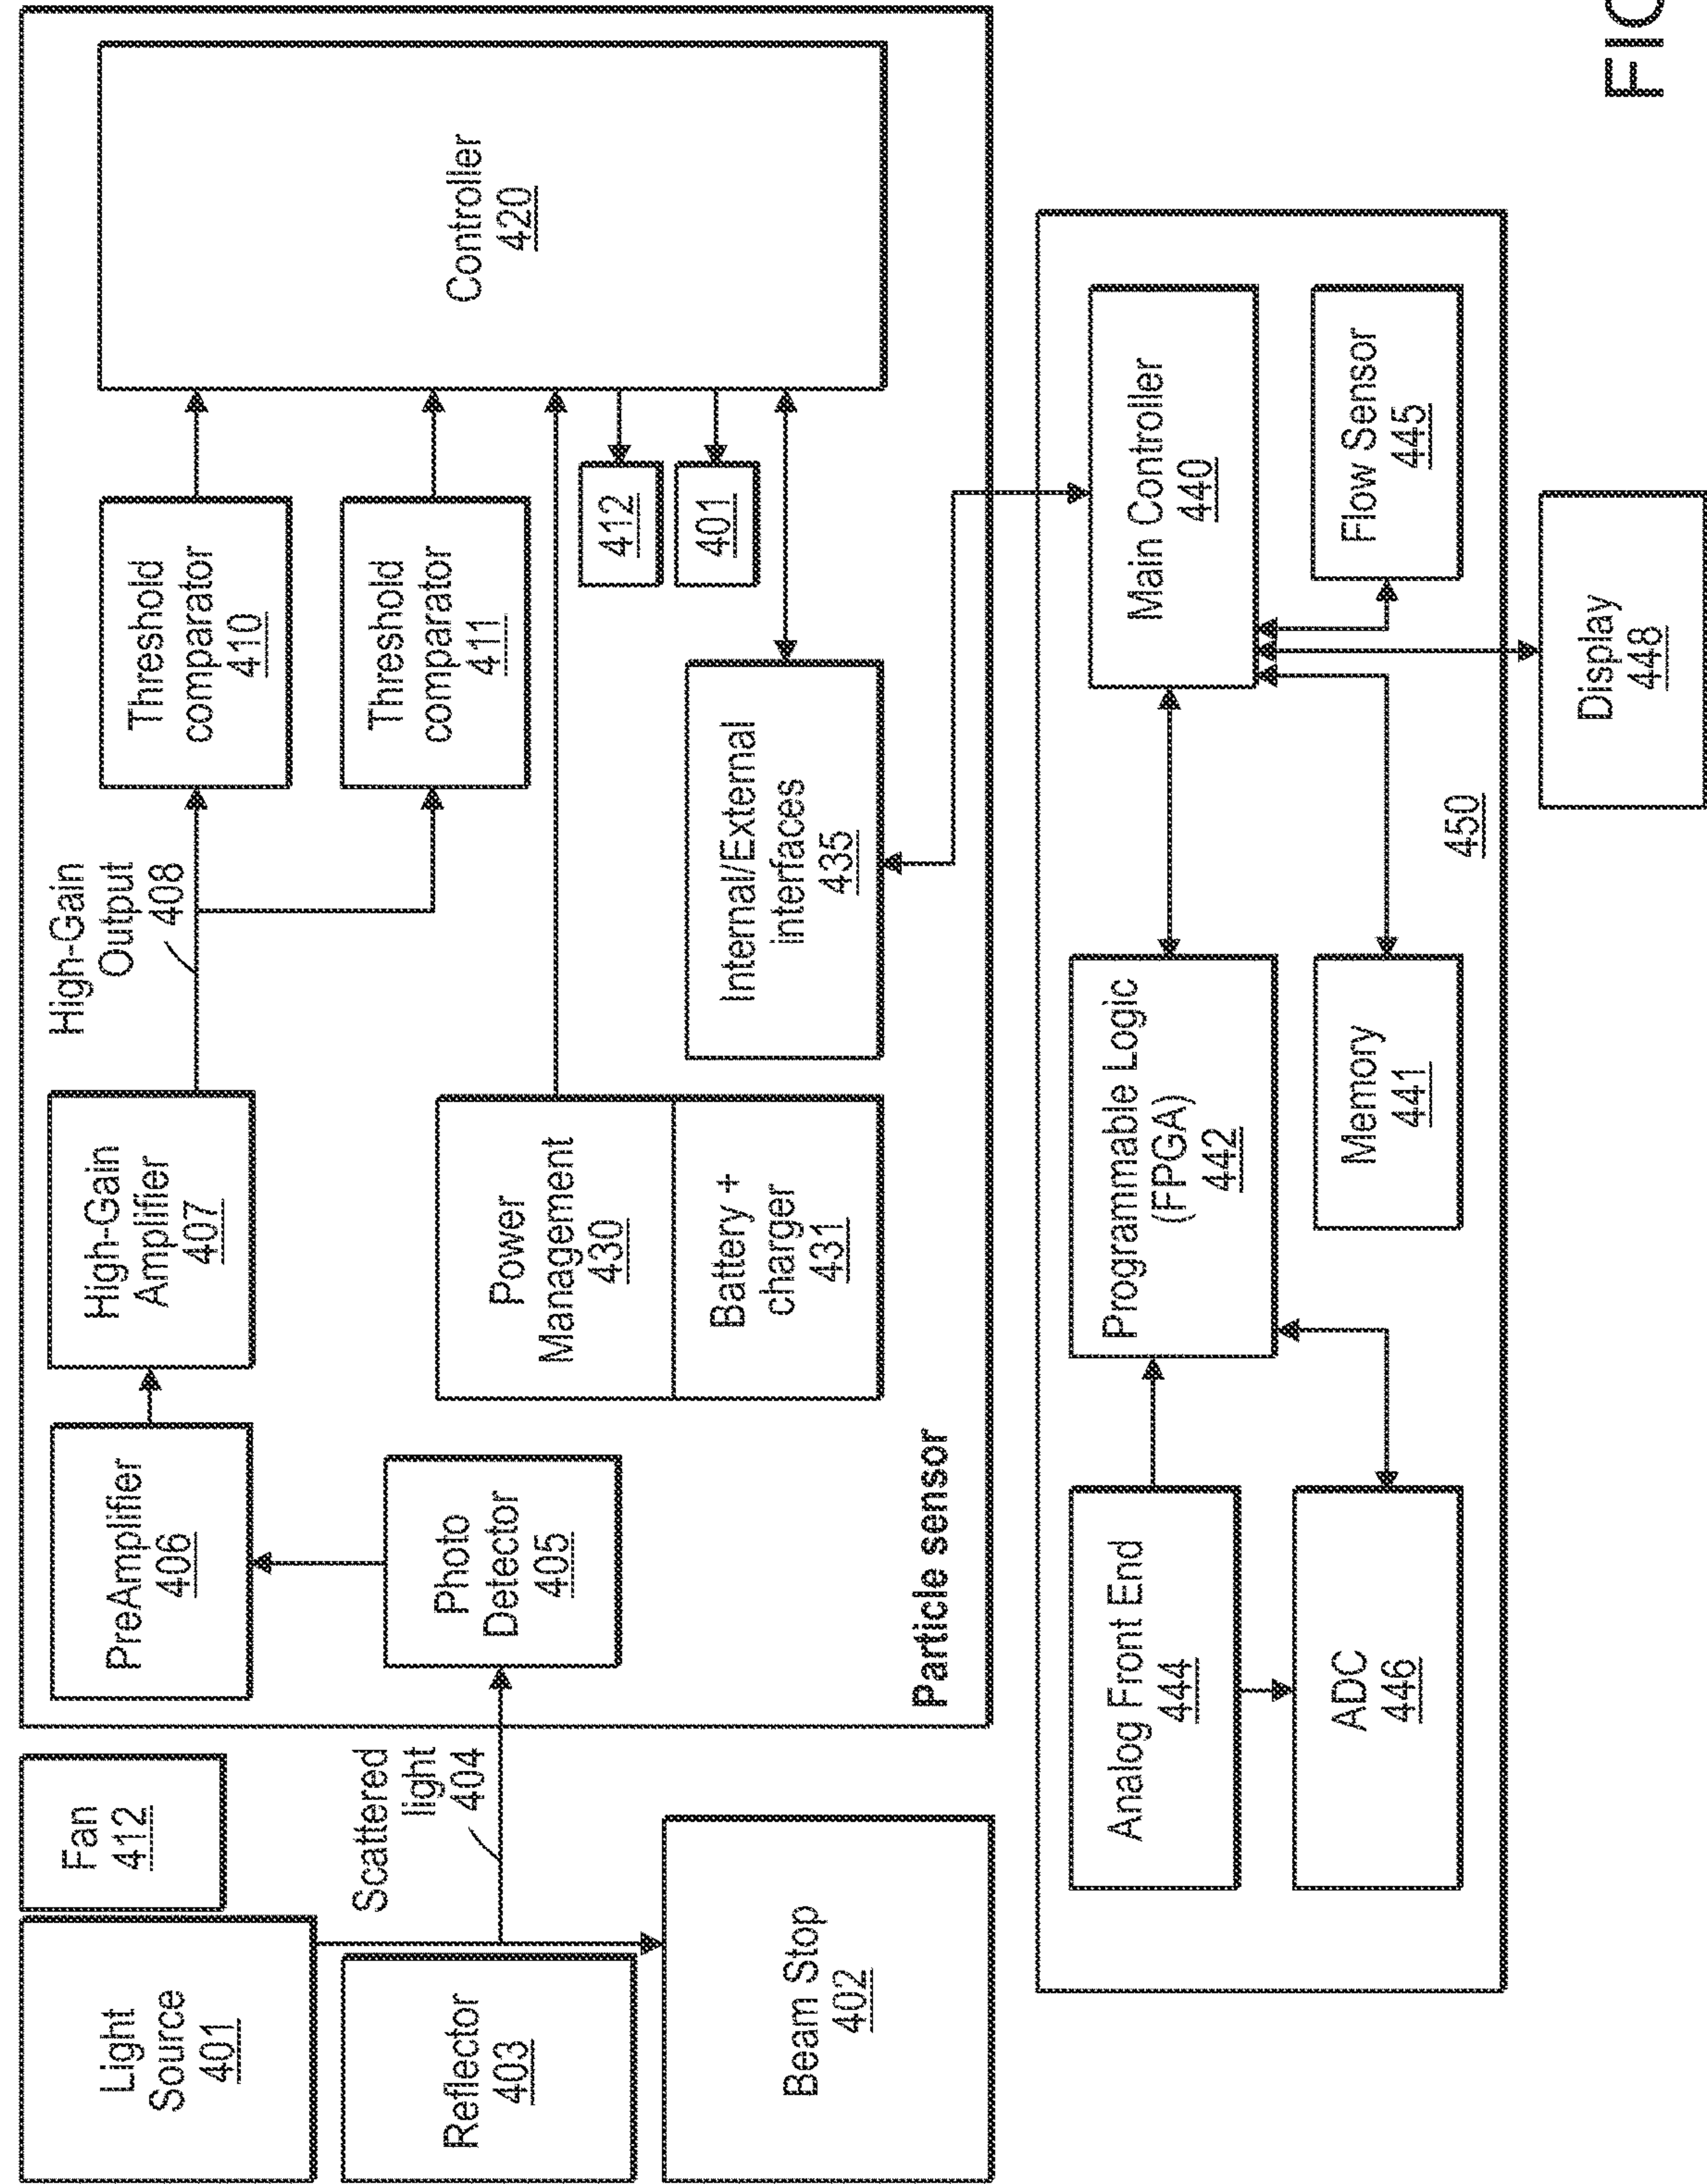 Light
Source
401
Fan
412
Reflector
403
Scattered
light
404
Beam Stop
402
PreAmplifier
406
High-Gain
Amplifier
407
High-Gain
Output
408
Threshold
comparator
410
Threshold
comparator
411
Controller
420
Photo
Detector
405
Power
Management
430
Battery +
charger
431
412
401
Internal/External
interfaces
435
Particle sensor
Analog Front End
444
Programmable Logic
(FPGA)
442
Main Controller
440
ADC
446
Memory
441
Flow Sensor
445
450
Display
448